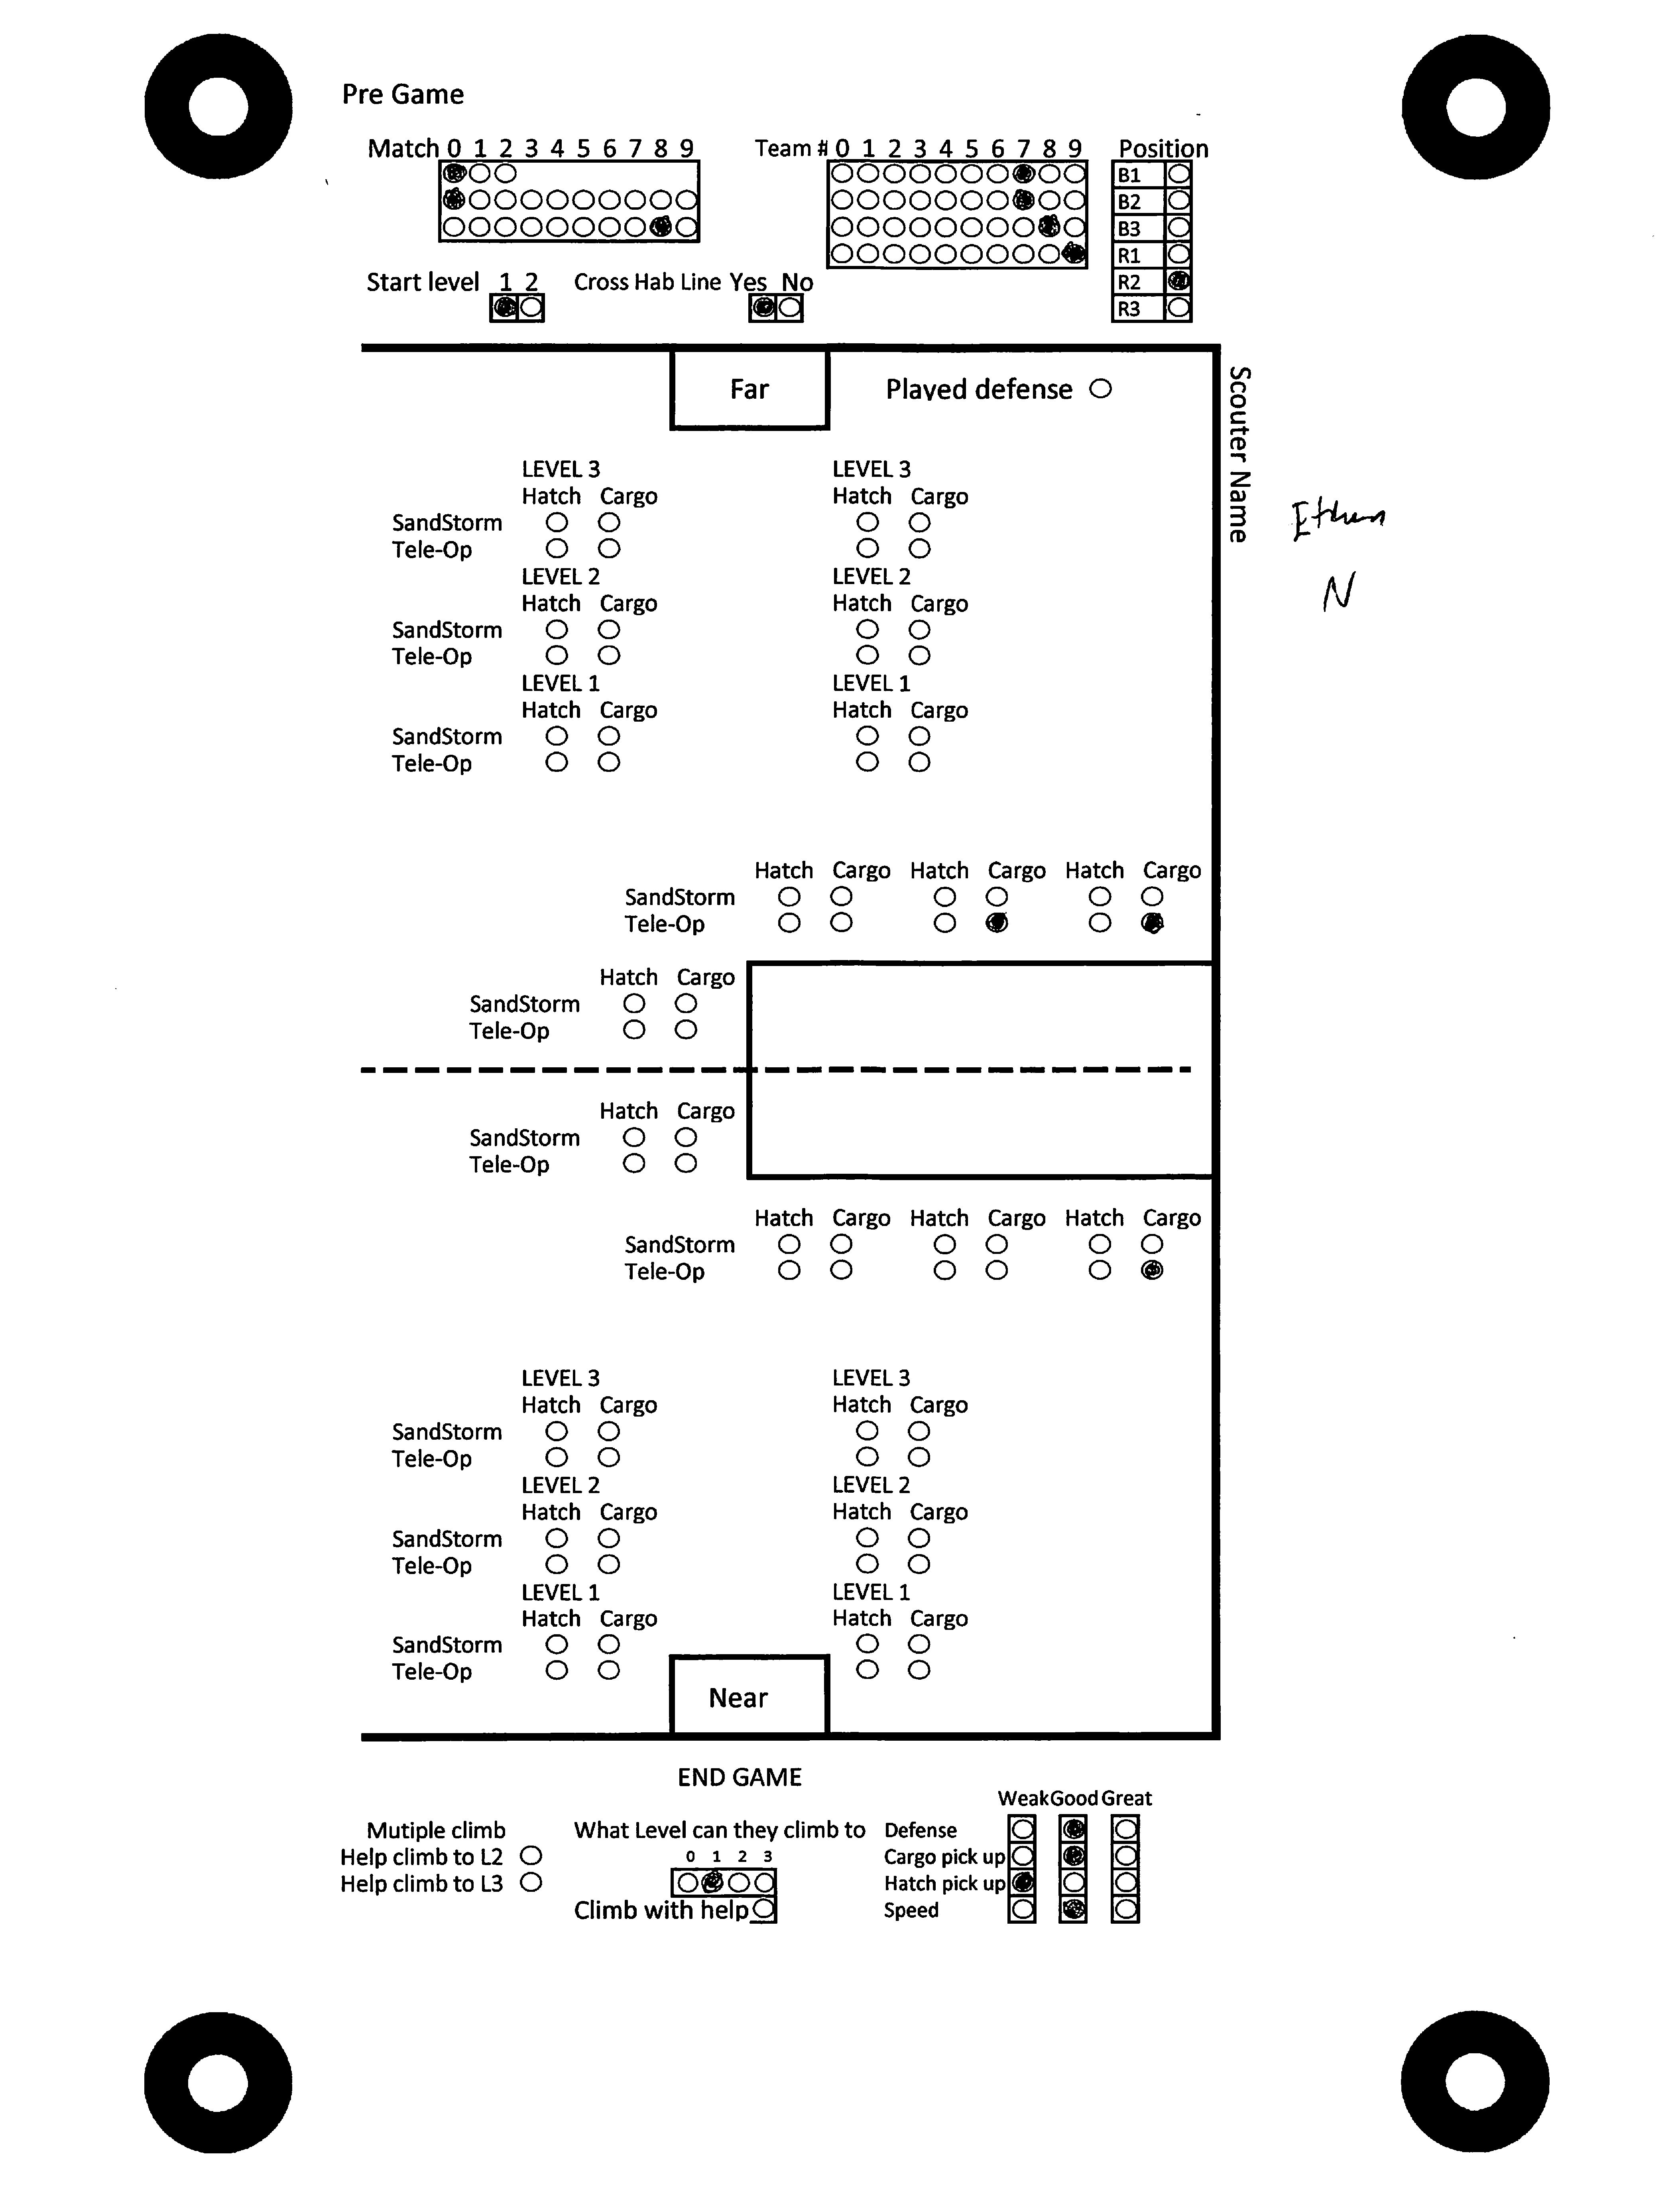 Pre Game
Match 0 1 2 3 4 5 6 7 8 9
Team # 0 1 2 3 4 5 6 7 8 9
Position
B1
B2
B3
R1
R2
R3
Start level 1 2
Cross Hab Line Yes No
Far
Played defense
Scouter Name
Ethan
N
LEVEL 3 LEVEL 3
Hatch Cargo Hatch Cargo
SandStorm
Tele-Op
LEVEL 2 LEVEL 2
Hatch Cargo Hatch Cargo
SandStorm
Tele-Op
LEVEL 1 LEVEL 1
Hatch Cargo Hatch Cargo
SandStorm
Tele-Op
Hatch Cargo Hatch Cargo Hatch Cargo
SandStorm
Tele-Op
Hatch Cargo
SandStorm
Tele-Op
Hatch Cargo
SandStorm
Tele-Op
Hatch Cargo Hatch Cargo Hatch Cargo
SandStorm
Tele-Op
LEVEL 3 LEVEL 3
Hatch Cargo Hatch Cargo
SandStorm
Tele-Op
LEVEL 2 LEVEL 2
Hatch Cargo Hatch Cargo
SandStorm
Tele-Op
LEVEL 1 LEVEL 1
Hatch Cargo Hatch Cargo
SandStorm
Tele-Op
Near
END GAME
Mutiple climb
Help climb to L2
Help climb to L3
What Level can they climb to
0 1 2 3
Climb with help
Weak Good Great
Defense
Cargo pick up
Hatch pick up
Speed